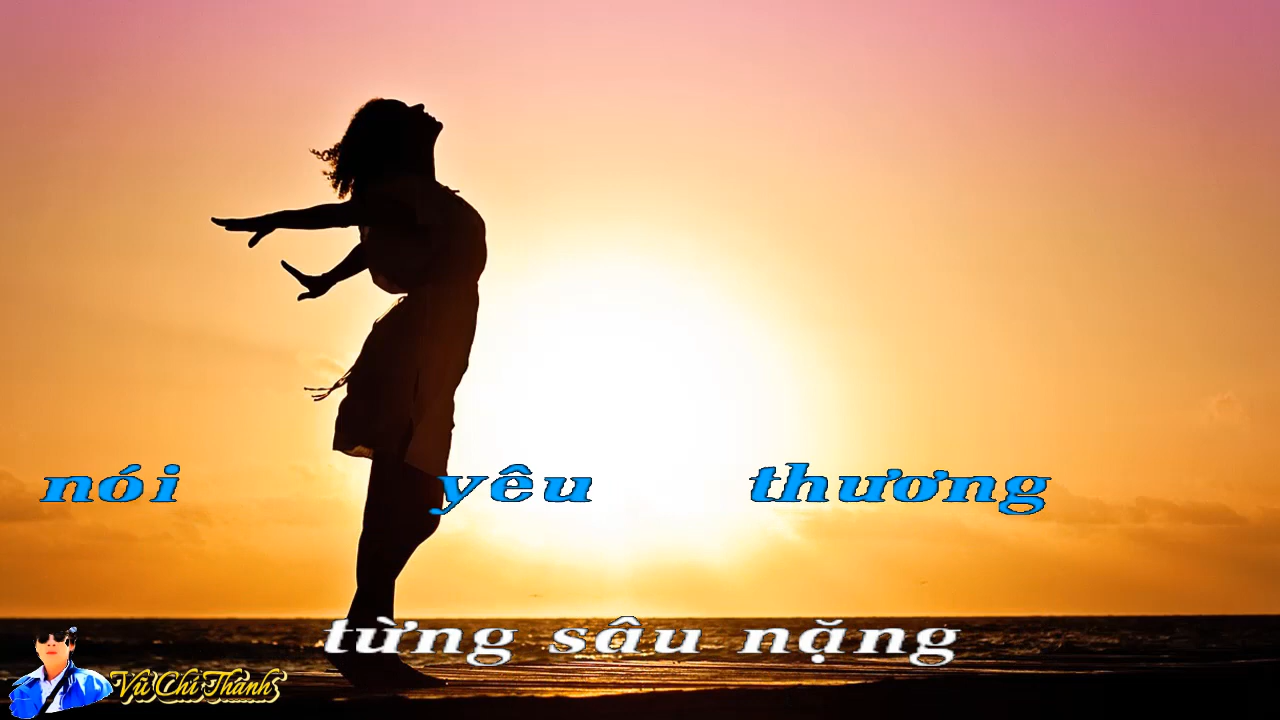 nói yêu thương
từng sâu nặng
Vũ Chí Thành